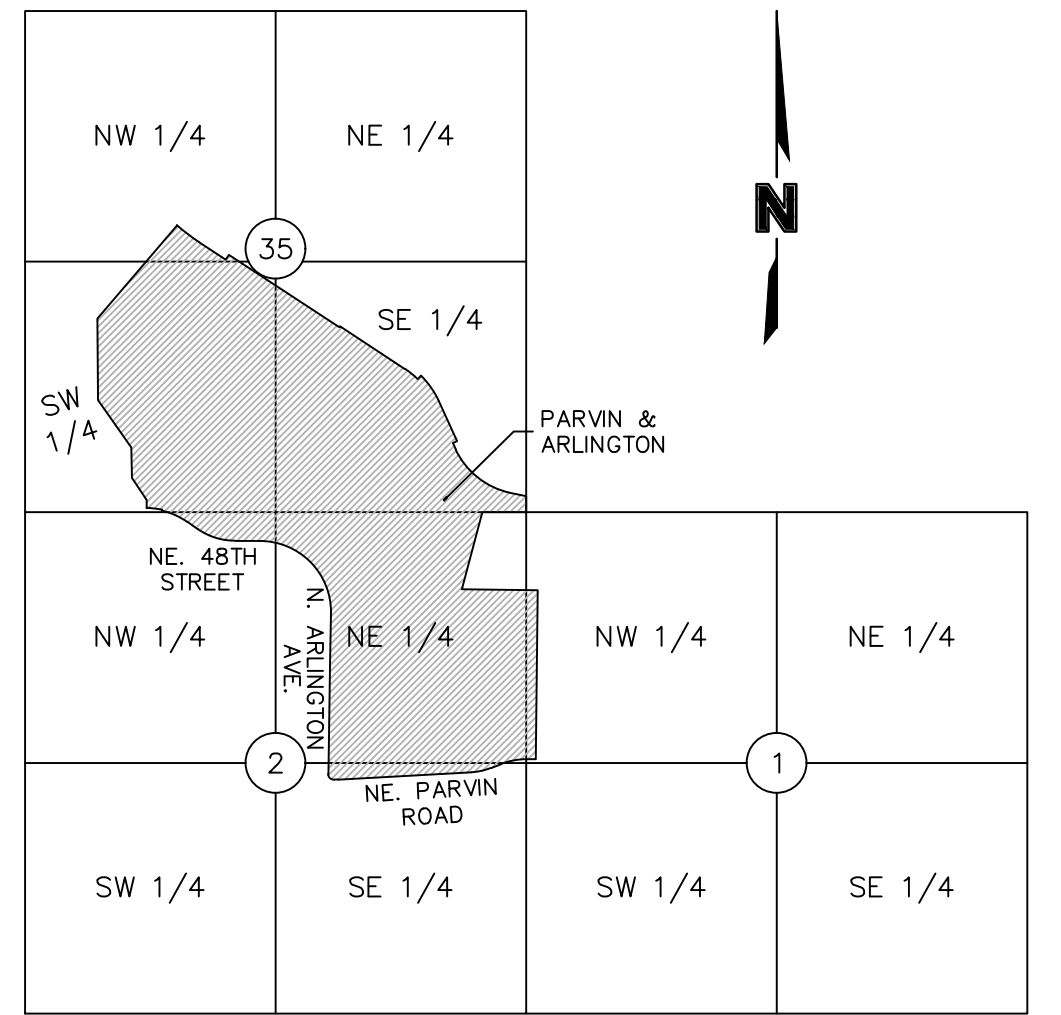 NW 1/4
NE 1/4
N
35
SE 1/4
SW
1/4
PARVIN &
ARLINGTON
NE. 48TH
STREET
N. ARLINGTON
AVE.
NW 1/4
NE 1/4
NW 1/4
NE 1/4
2
1
NE. PARVIN
ROAD
SW 1/4
SE 1/4
SW 1/4
SE 1/4